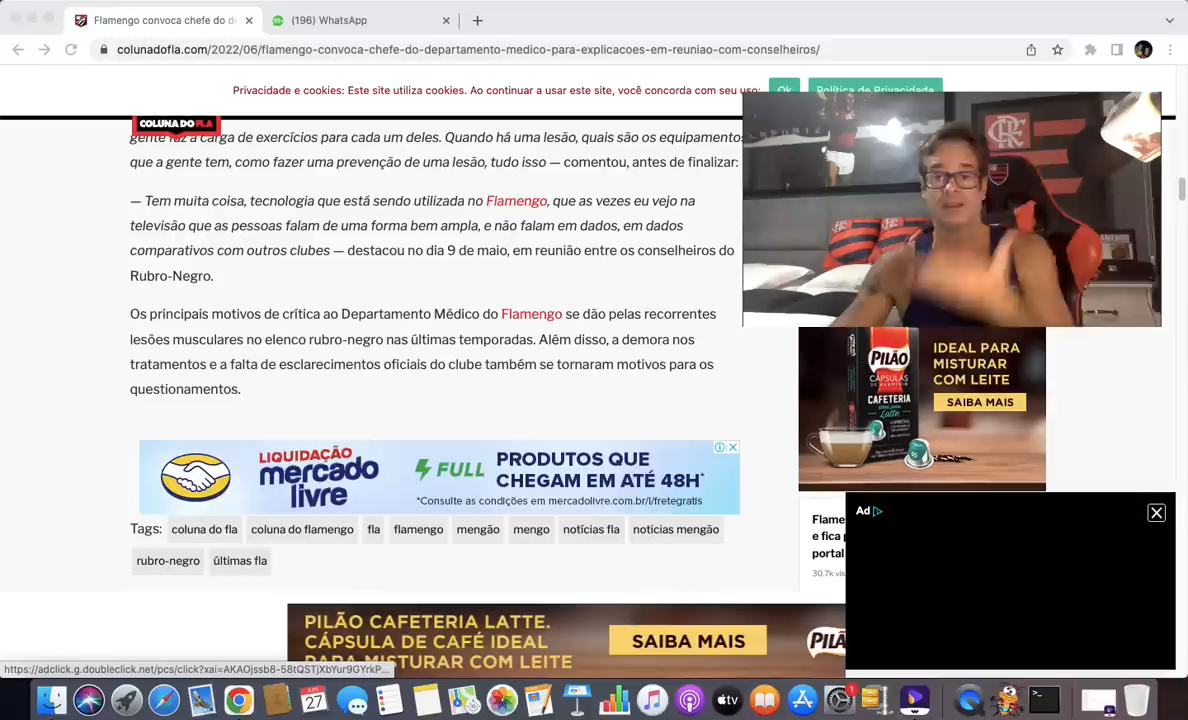 Flamengo convoca chefe do d
(196) WhatsApp
colunadofla.com/2022/06/flamengo-convoca-chefe-do-departamento-medico-para-explicacoes-em-reuniao-com-conselheiros/
Privacidade e cookies: Este site utiliza cookies. Ao continuar a usar este site, você concorda com seu uso:
Ok
Política de Privacidade
COLUNA DO FLA
gente faz a carga de exercícios para cada um deles. Quando há uma lesão, quais são os equipamentos
que a gente tem, como fazer uma prevenção de uma lesão, tudo isso — comentou, antes de finalizar:
— Tem muita coisa, tecnologia que está sendo utilizada no Flamengo, que as vezes eu vejo na
televisão que as pessoas falam de uma forma bem ampla, e não falam em dados, em dados
comparativos com outros clubes — destacou no dia 9 de maio, em reunião entre os conselheiros do
Rubro-Negro.
Os principais motivos de crítica ao Departamento Médico do Flamengo se dão pelas recorrentes
lesões musculares no elenco rubro-negro nas últimas temporadas. Além disso, a demora nos
tratamentos e a falta de esclarecimentos oficiais do clube também se tornaram motivos para os
questionamentos.
PILÃO
CÁPSULAS
DE ALUMÍNIO
CAFETERIA
Latte
IDEAL PARA
MISTURAR
COM LEITE
SAIBA MAIS
LIQUIDAÇÃO
mercado
livre
FULL
PRODUTOS QUE
CHEGAM EM ATÉ 48H*
*Consulte as condições em mercadolivre.com.br/l/fretegratis
Tags:
coluna do fla
coluna do flamengo
fla
flamengo
mengão
mengo
notícias fla
noticias mengão
rubro-negro
últimas fla
Flame
e fica p
portal
30.7k vis
Ad
PILÃO CAFETERIA LATTE.
CÁPSULA DE CAFÉ IDEAL
PARA MISTURAR COM LEITE
SAIBA MAIS
PILÃ
https://adclick.g.doubleclick.net/pcs/click?xai=AKAOjssb8-58tQSTjXbYur9GYrkP...
JUN
27
tv
1